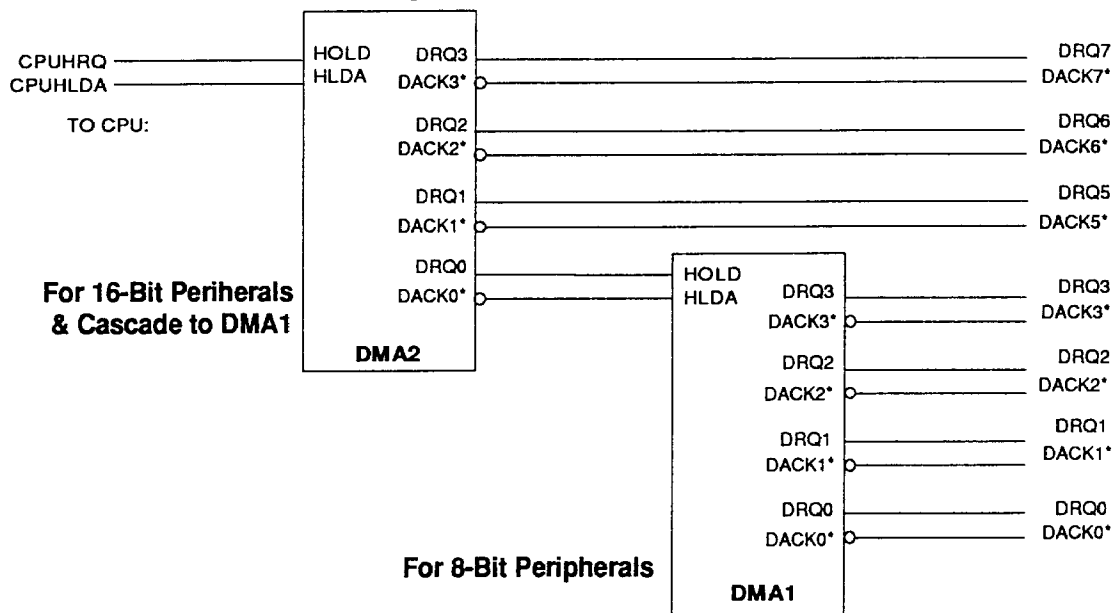 CPUHRQ HOLD DRQ3 DRQ7
CPUHLDA HLDA DACK3* DACK7*
TO CPU: DRQ2 DRQ6
DACK2* DACK6*
DRQ1 DRQ5
DACK1* DACK5*
DRQ0 HOLD
For 16-Bit Periherals DACK0* HLDA DRQ3 DRQ3
& Cascade to DMA1 DACK3* DACK3*
DMA2
DRQ2 DRQ2
DACK2* DACK2*
DRQ1 DRQ1
DACK1* DACK1*
DRQ0 DRQ0
DACK0* DACK0*
For 8-Bit Peripherals
DMA1